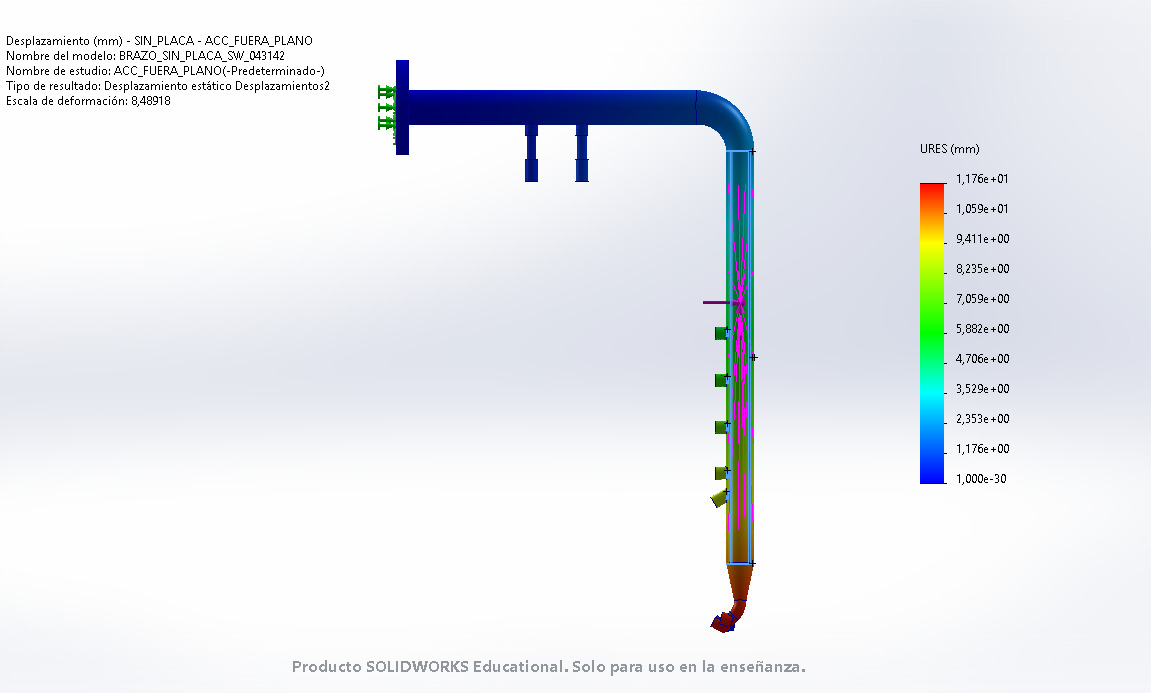 Desplazamiento (mm) - SIN_PLACA - ACC_FUERA_PLANO
Nombre del modelo: BRAZO_SIN_PLACA_SW_043142
Nombre de estudio: ACC_FUERA_PLANO(-Predeterminado-)
Tipo de resultado: Desplazamiento estático Desplazamientos2
Escala de deformación: 8,48918
URES (mm)
1,176e+01
1,059e+01
9,411e+00
8,235e+00
7,059e+00
5,882e+00
4,706e+00
3,529e+00
2,353e+00
1,176e+00
1,000e-30
Producto SOLIDWORKS Educational. Solo para uso en la enseñanza.